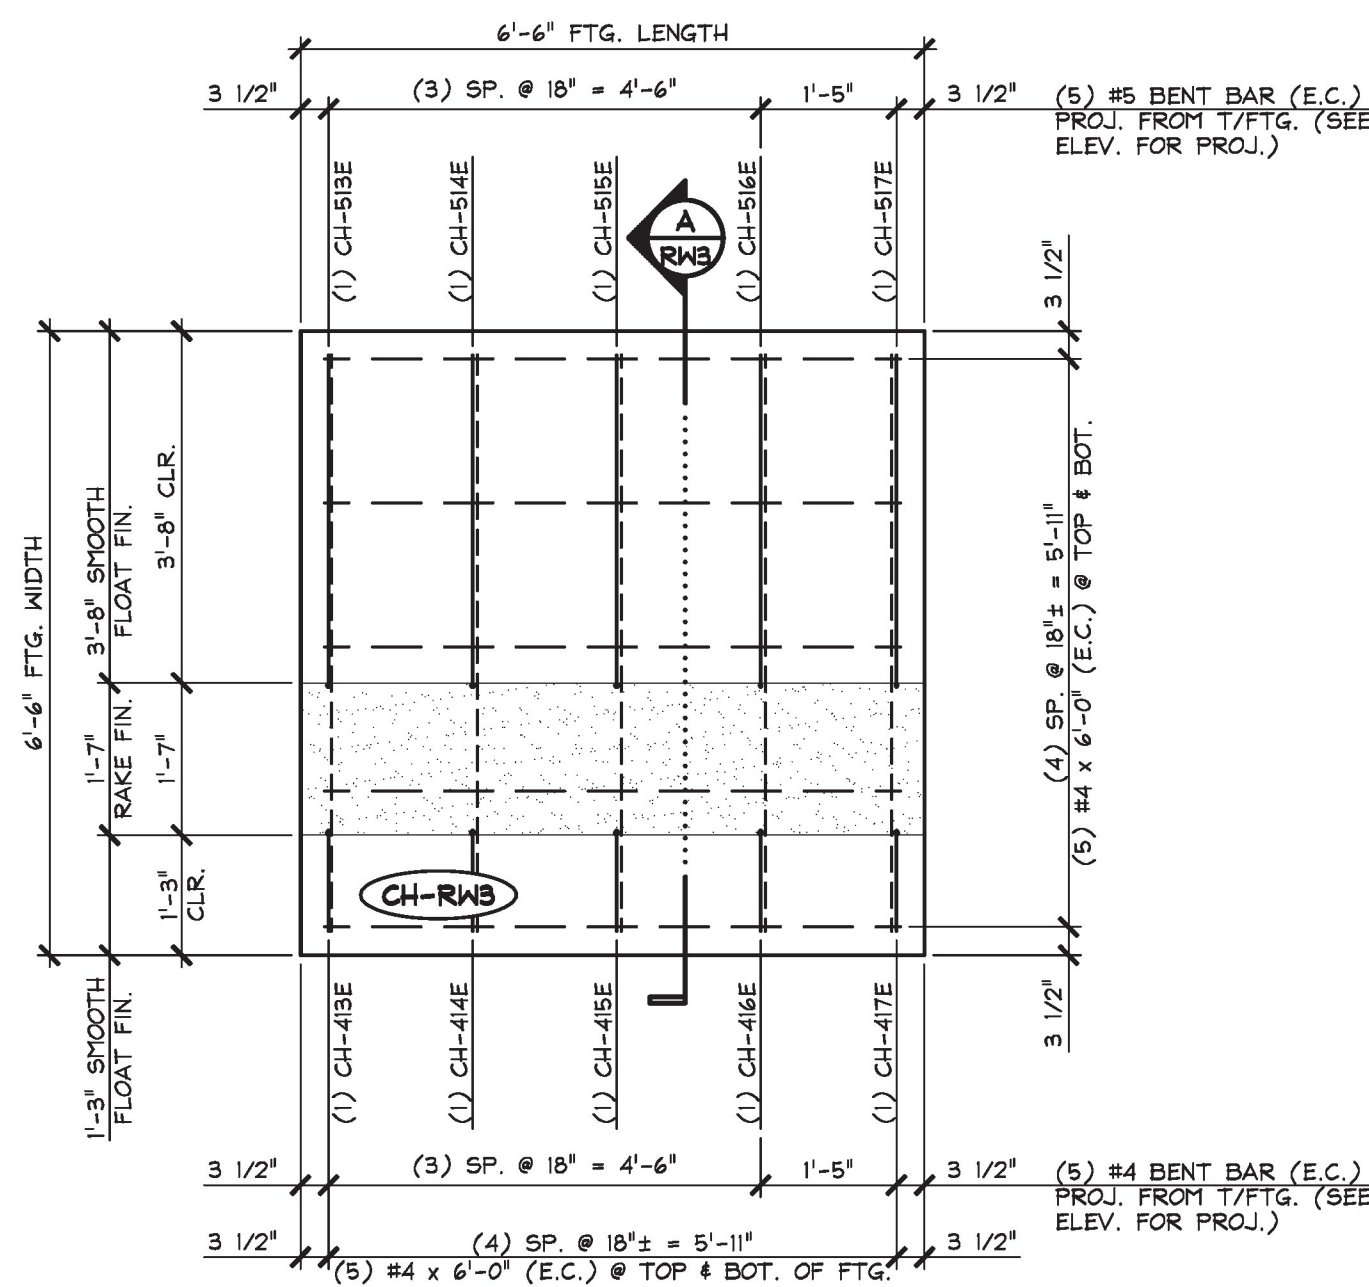 6'-6" FTG. LENGTH
3 1/2"
(3) SP. @ 18" = 4'-6"
1'-5"
3 1/2"
(5) #5 BENT BAR (E.C.)
PROJ. FROM T/FTG. (SEE
ELEV. FOR PROJ.)
(1) CH-513E
(1) CH-514E
(1) CH-515E
(1) CH-516E
(1) CH-517E
A
RW3
3 1/2"
6'-6" FTG. WIDTH
3'-8" SMOOTH
FLOAT FIN.
3'-8" CLR.
1'-7"
RAKE FIN.
1'-7"
1'-3"
CLR.
1'-3" SMOOTH
FLOAT FIN.
(4) SP. @ 18"± = 5'-11"
(5) #4 x 6'-0" (E.C.) @ TOP & BOT.
3 1/2"
CH-RW3
(1) CH-413E
(1) CH-414E
(1) CH-415E
(1) CH-416E
(1) CH-417E
3 1/2"
(3) SP. @ 18" = 4'-6"
1'-5"
3 1/2"
(5) #4 BENT BAR (E.C.)
PROJ. FROM T/FTG. (SEE
ELEV. FOR PROJ.)
3 1/2"
(4) SP. @ 18"± = 5'-11"
3 1/2"
(5) #4 x 6'-0" (E.C.) @ TOP & BOT. OF FTG.